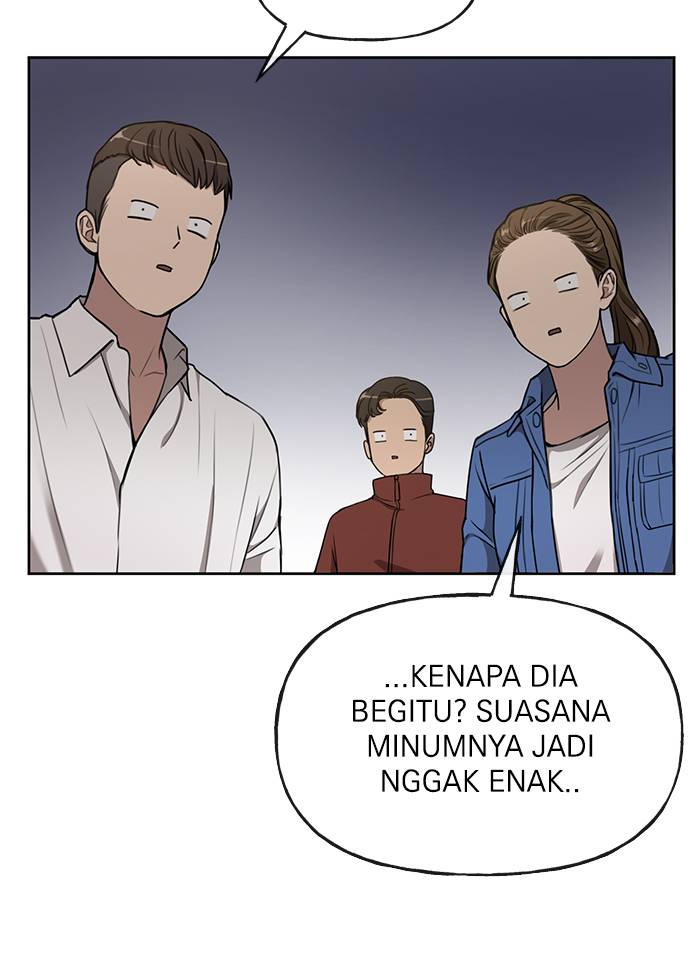 ...KENAPA DIA
BEGITU? SUASANA
MINUMNYA JADI
NGGAK ENAK..